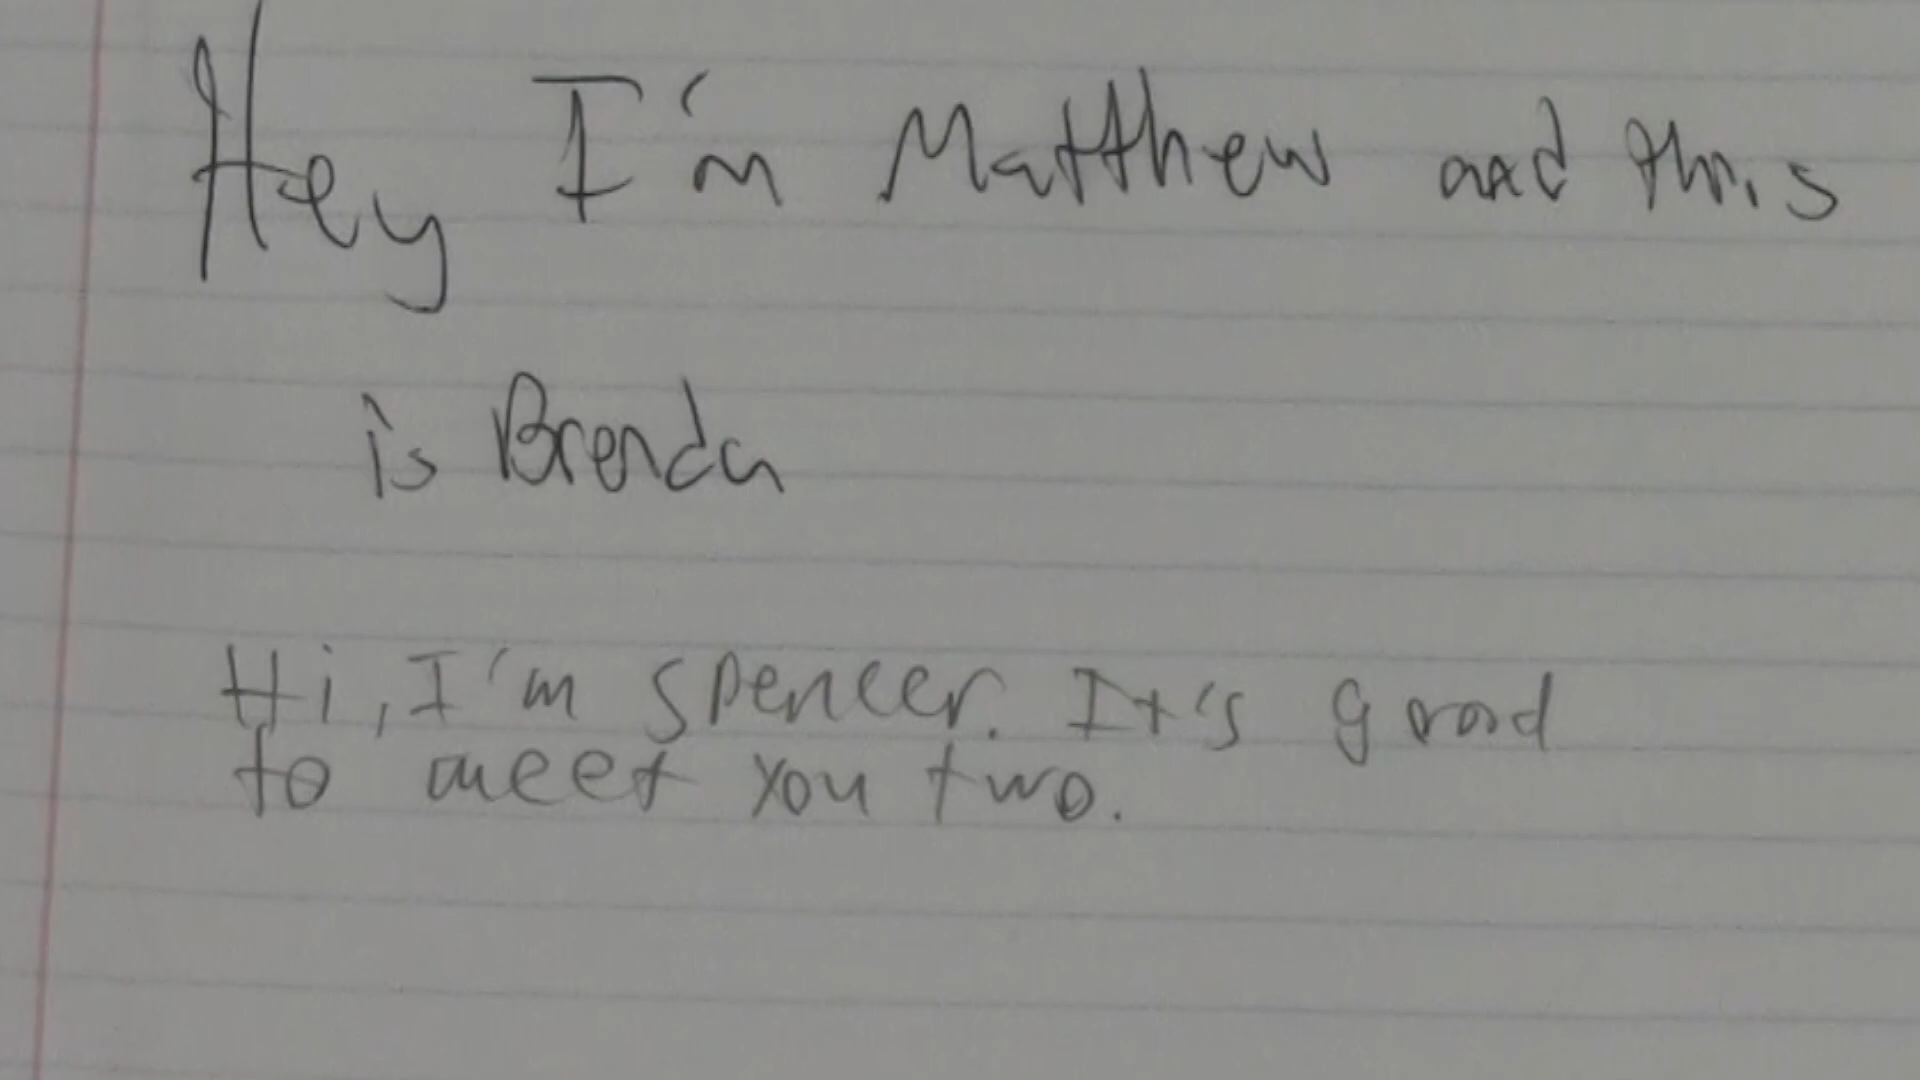 Hey I'm Matthew and this
is Brenda
Hi, I'm spencer. It's good
to meet you two.